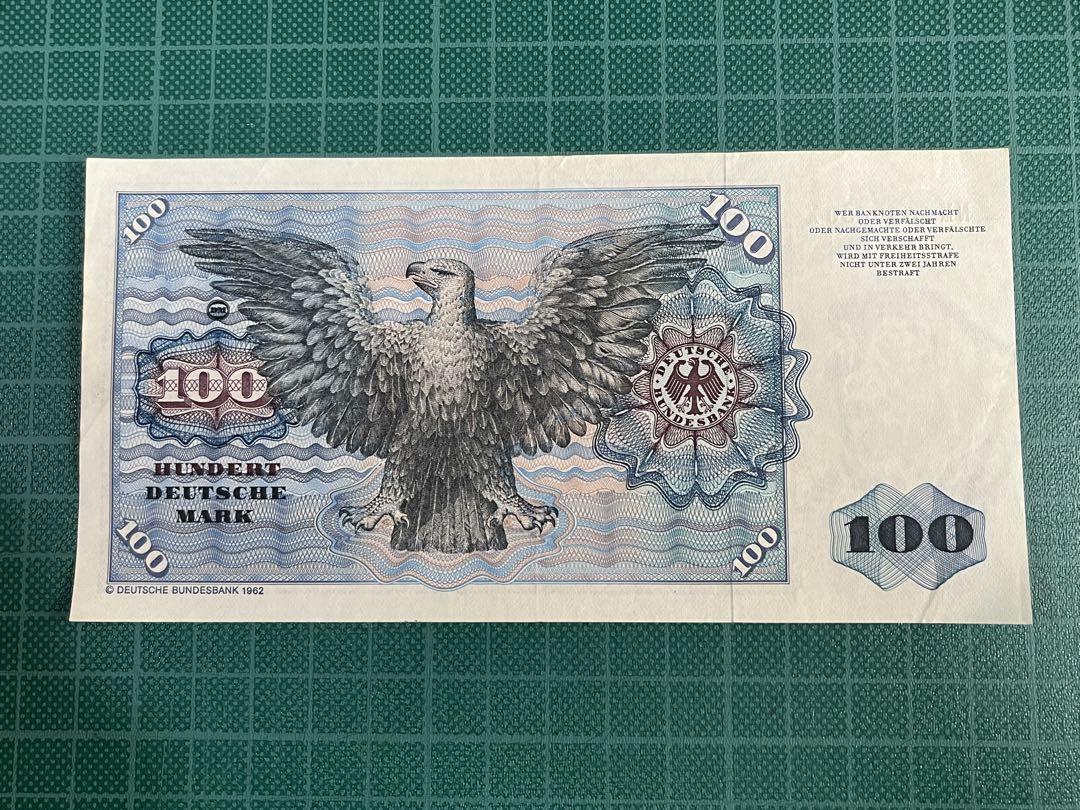 100
100
WER BANKNOTEN NACHMACHT
ODER VERFÄLSCHT
ODER NACHGEMACHTE ODER VERFÄLSCHTE
SICH VERSCHAFFT
UND IN VERKEHR BRINGT,
WIRD MIT FREIHEITSSTRAFE
NICHT UNTER ZWEI JAHREN
BESTRAFT
DM
100
DEUTSCHE
BUNDESBANK
HUNDERT
DEUTSCHE
MARK
100
100
100
© DEUTSCHE BUNDESBANK 1962